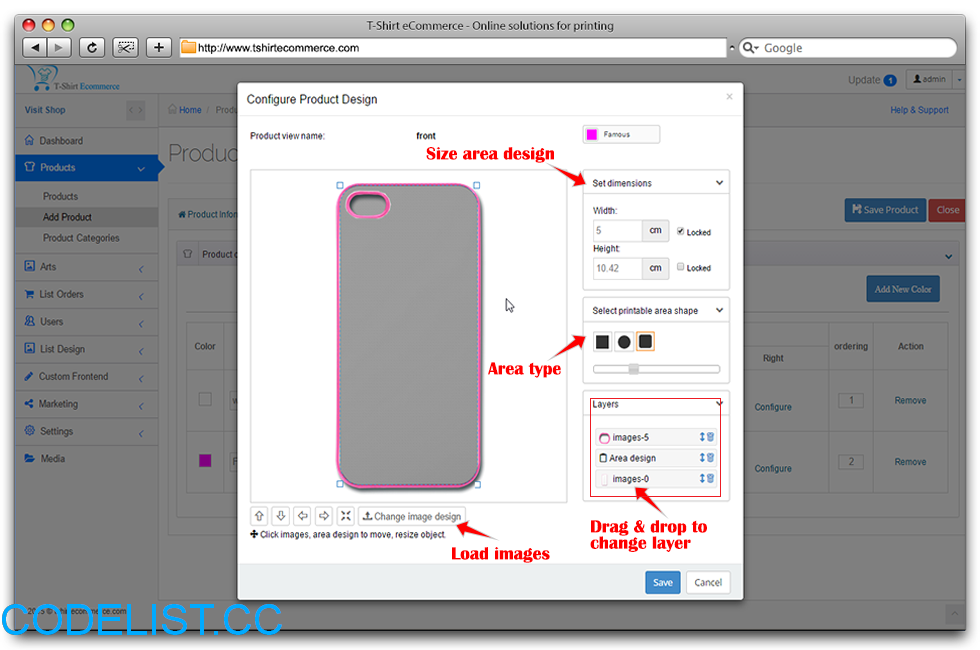 T-Shirt eCommerce - Online solutions for printing
http://www.tshirtecommerce.com
Google
T-Shirt Ecommerce
Update 1
admin
Visit Shop
Home /
Help & Support
Configure Product Design
×
Product view name: front
Famous
Size area design
Dashboard
Products
Products
Add Product
Product Categories
Arts
List Orders
Users
List Design
Custom Frontend
Marketing
Settings
Media
Save Product
Close
Add New Color
Color
Right
ordering
Action
Configure
1
Remove
Configure
2
Remove
Set dimensions
Width:
5 cm Locked
Height:
10.42 cm Locked
Select printable area shape
Area type
Layers
images-5
Area design
images-0
Drag & drop to
change layer
Change image design
Click images, area design to move, resize object.
Load images
Save
Cancel
CODELIST.CC